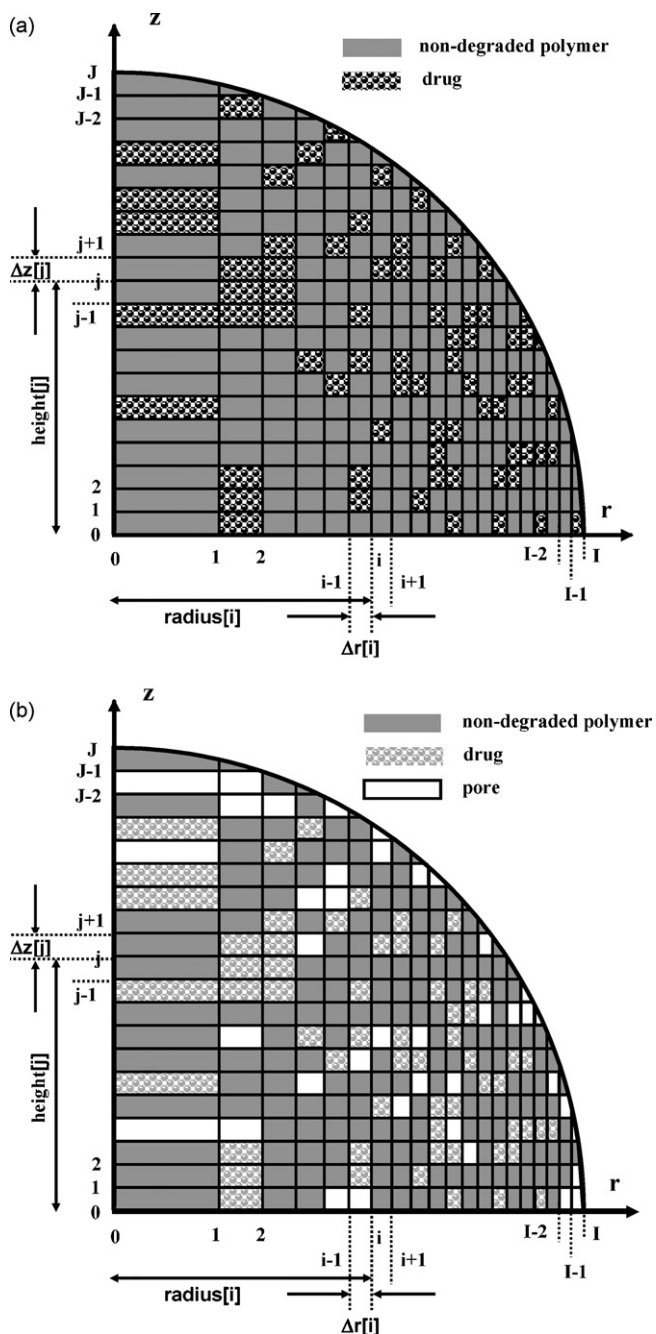 (a)
z
non-degraded polymer
drug
J
J-1
J-2
j+1
Δz[j]
j
j-1
height[j]
2
1
0
r
0
1
2
i-1
i
i+1
I-2
I
I-1
radius[i]
Δr[i]
(b)
z
non-degraded polymer
drug
pore
J
J-1
J-2
j+1
Δz[j]
j
j-1
height[j]
2
1
0
r
0
1
2
i-1
i
i+1
I-2
I
I-1
radius[i]
Δr[i]